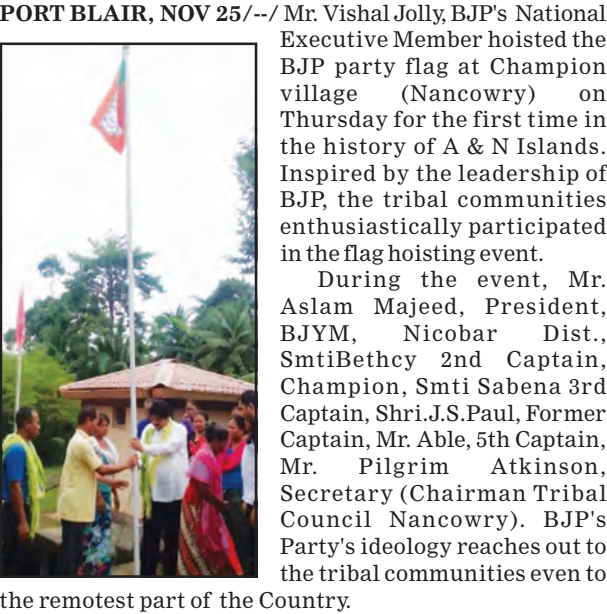 PORT BLAIR, NOV 25/--/ Mr. Vishal Jolly, BJP's National
Executive Member hoisted the
BJP party flag at Champion
village (Nancowry) on
Thursday for the first time in
the history of A & N Islands.
Inspired by the leadership of
BJP, the tribal communities
enthusiastically participated
in the flag hoisting event.
During the event, Mr.
Aslam Majeed, President,
BJYM, Nicobar Dist.,
SmtiBethcy 2nd Captain,
Champion, Smti Sabena 3rd
Captain, Shri.J.S.Paul, Former
Captain, Mr. Able, 5th Captain,
Mr. Pilgrim Atkinson,
Secretary (Chairman Tribal
Council Nancowry). BJP's
Party's ideology reaches out to
the tribal communities even to
the remotest part of the Country.